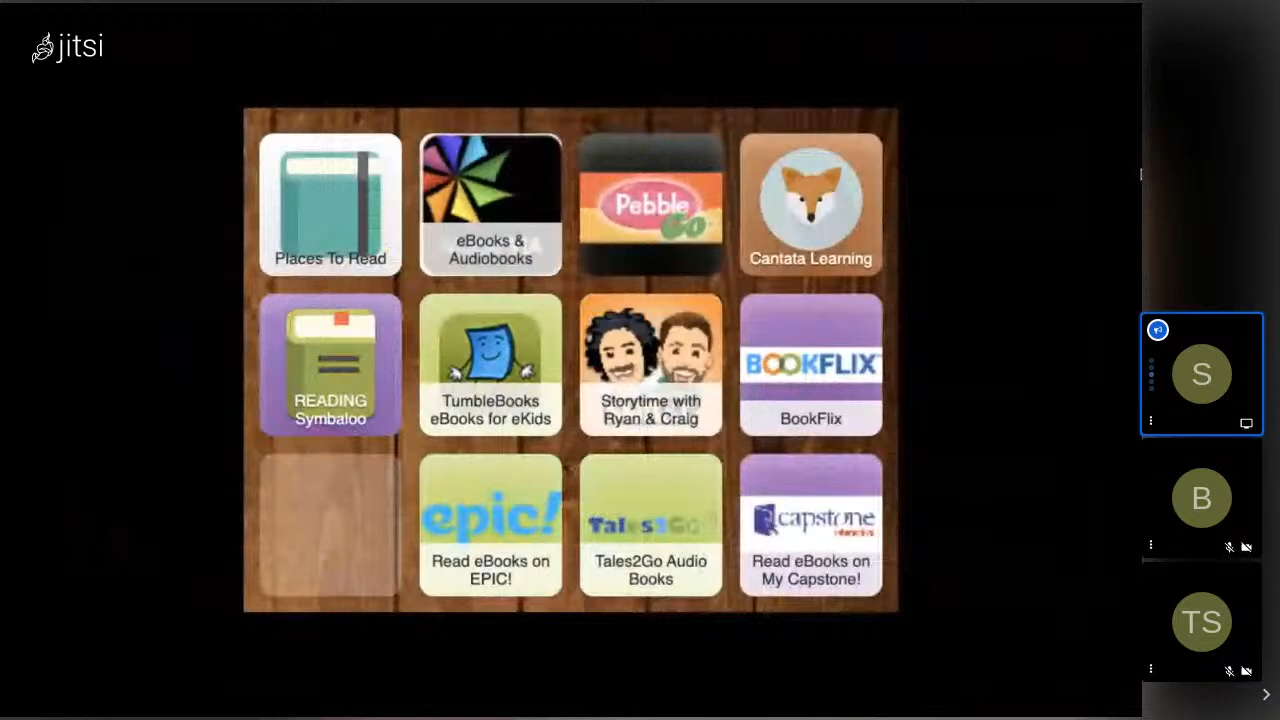 jitsi
Places To Read
eBooks &
Audiobooks
Pebble
Go
Cantata Learning
READING
Symbaloo
TumbleBooks
eBooks for eKids
Storytime with
Ryan & Craig
BOOKFLIX
BookFlix
epic!
Read eBooks on
EPIC!
Tales2Go
Tales2Go Audio
Books
capstone
Read eBooks on
My Capstone!
S
B
TS